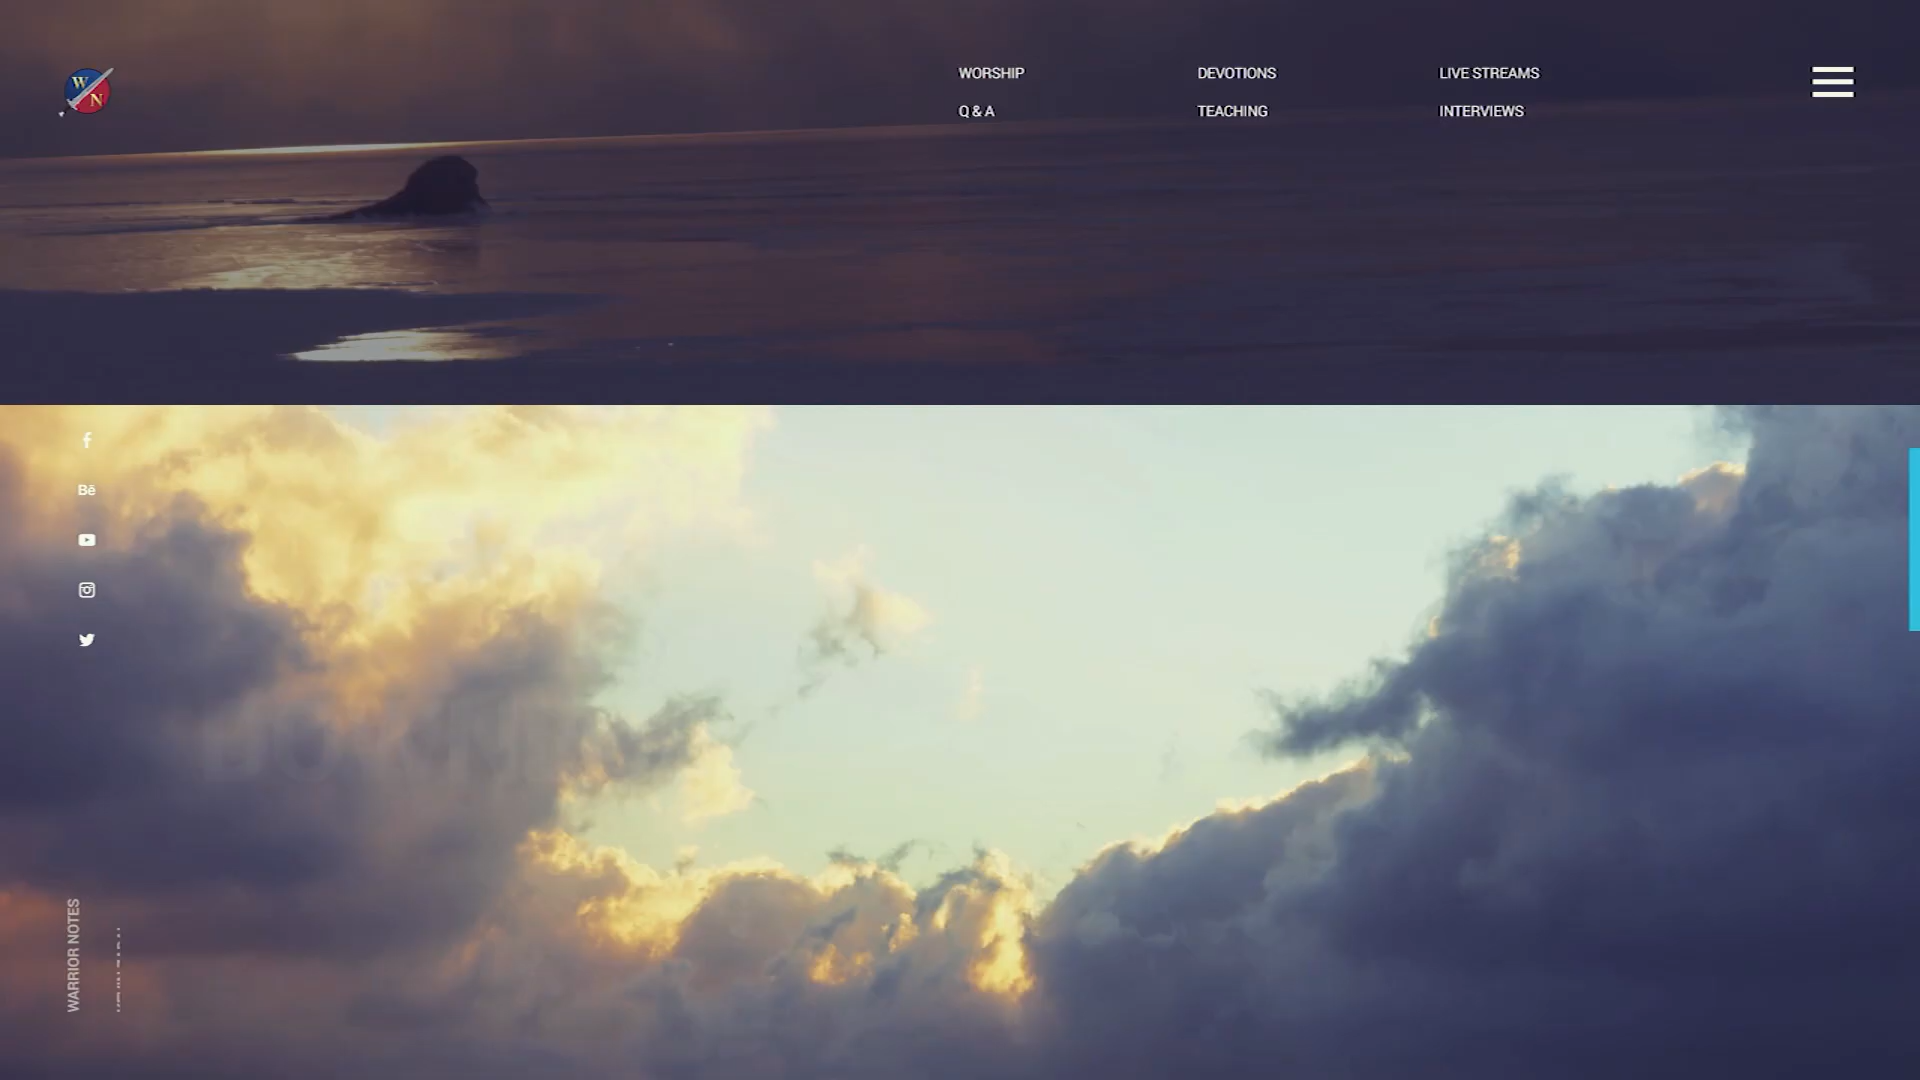 W
N
WORSHIP
DEVOTIONS
LIVE STREAMS
Q & A
TEACHING
INTERVIEWS
Bē
WARRIOR NOTES